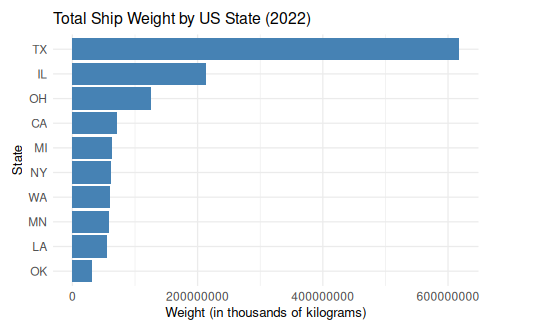 Total Ship Weight by US State (2022)
TX
IL
OH
CA
MI
NY
WA
MN
LA
OK
State
0 200000000 400000000 600000000
Weight (in thousands of kilograms)